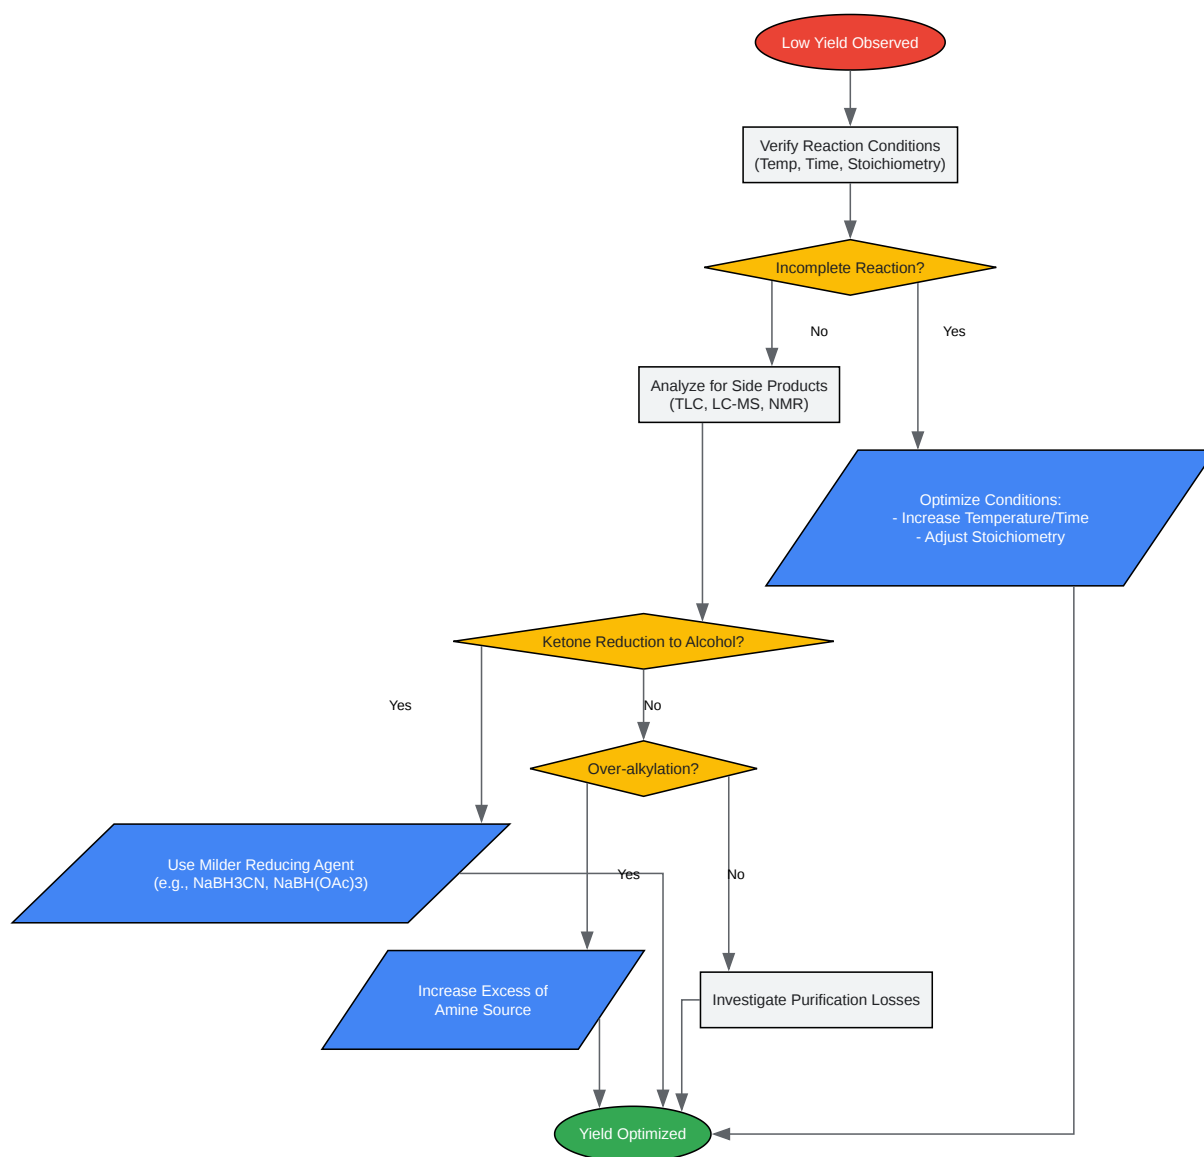 Low Yield Observed
Verify Reaction Conditions
(Temp, Time, Stoichiometry)
Incomplete Reaction?
No
Yes
Analyze for Side Products
(TLC, LC-MS, NMR)
Optimize Conditions:
- Increase Temperature/Time
- Adjust Stoichiometry
Ketone Reduction to Alcohol?
Yes
No
Over-alkylation?
Use Milder Reducing Agent
(e.g., NaBH3CN, NaBH(OAc)3)
Yes
No
Increase Excess of
Amine Source
Investigate Purification Losses
Yield Optimized